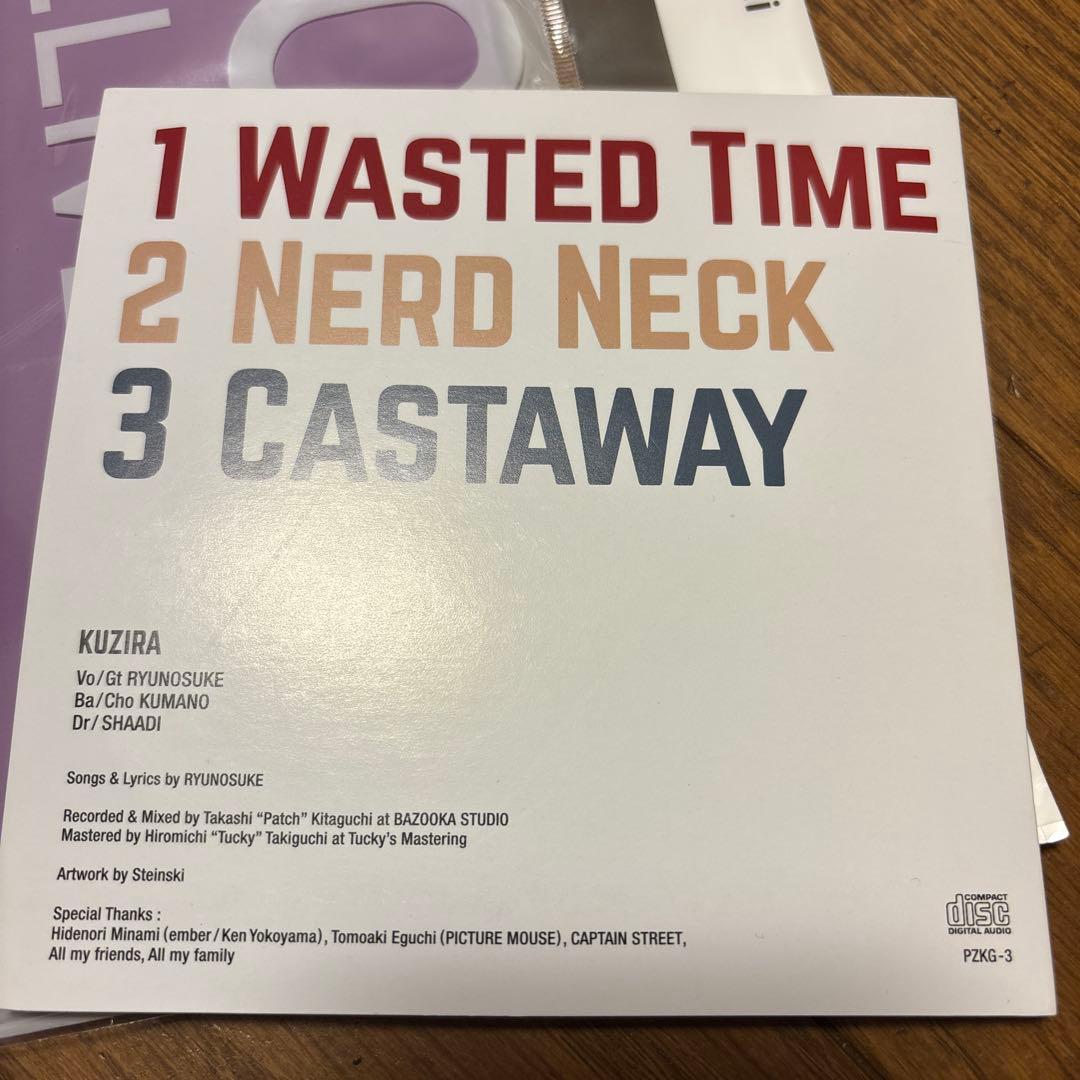 1 WASTED TIME
2 NERD NECK
3 CASTAWAY
KUZIRA
Vo/Gt RYUNOSUKE
Ba/Cho KUMANO
Dr/SHAADI
Songs & Lyrics by RYUNOSUKE
Recorded & Mixed by Takashi “Patch” Kitaguchi at BAZOOKA STUDIO
Mastered by Hiromichi “Tucky” Takiguchi at Tucky's Mastering
Artwork by Steinski
Special Thanks :
Hidenori Minami (ember/Ken Yokoyama), Tomoaki Eguchi (PICTURE MOUSE), CAPTAIN STREET,
All my friends, All my family
COMPACT
disc
DIGITAL AUDIO
PZKG-3